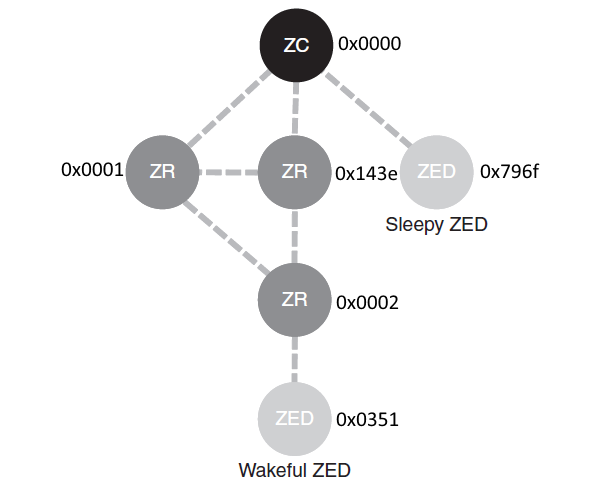 ZC 0x0000
0x0001 ZR ZR 0x143e ZED 0x796f
Sleepy ZED
ZR 0x0002
ZED 0x0351
Wakeful ZED